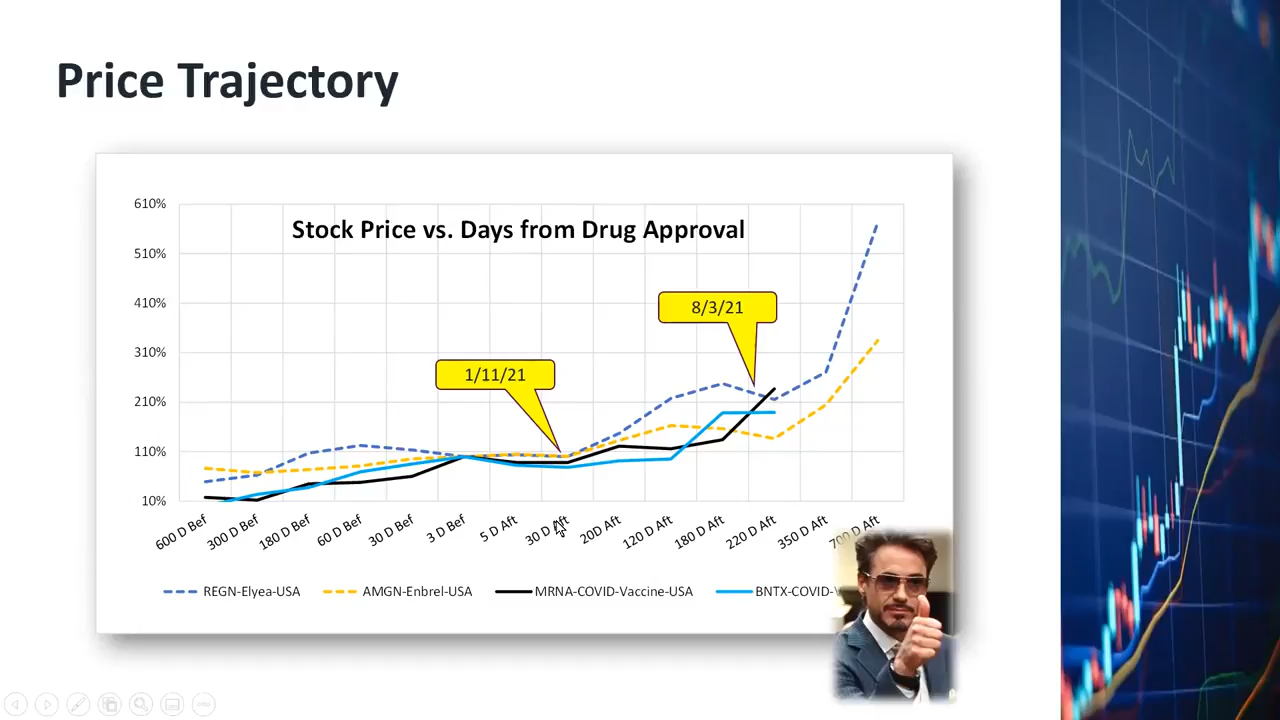 Price Trajectory
Stock Price vs. Days from Drug Approval
610%
510%
410%
310%
210%
110%
10%
8/3/21
1/11/21
600 D Bef
300 D Bef
180 D Bef
60 D Bef
30 D Bef
3 D Bef
5 D Aft
30 D Aft
20D Aft
120 D Aft
180 D Aft
220 D Aft
350 D Aft
700 D Aft
REGN-Elyea-USA
AMGN-Enbrel-USA
MRNA-COVID-Vaccine-USA
BNTX-COVID-V